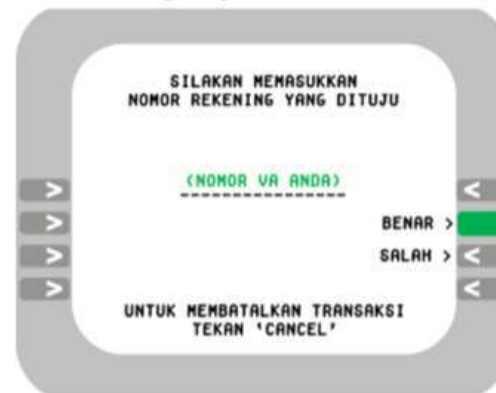 SILAKAN MEMASUKKAN
NOMOR REKENING YANG DITUJU
(NOMOR VA ANDA)
BENAR >
SALAH >
UNTUK MEMBATALKAN TRANSAKSI
TEKAN 'CANCEL'